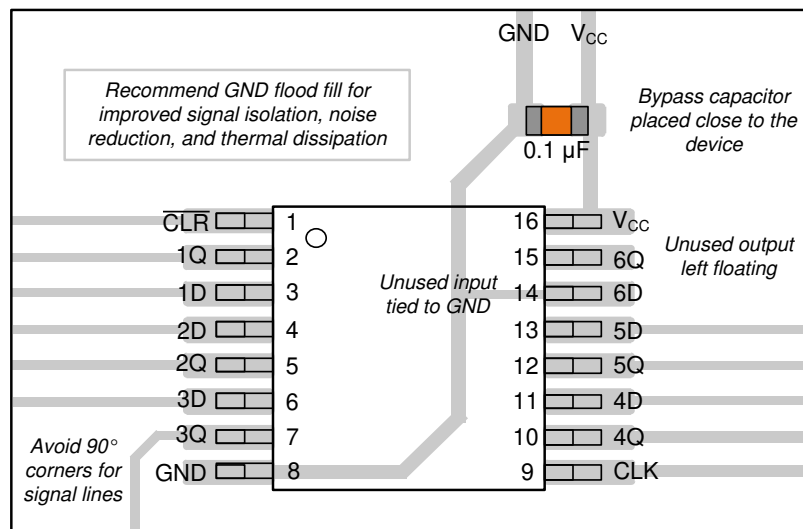 GND V_CC
Recommend GND flood fill for
improved signal isolation, noise
reduction, and thermal dissipation
Bypass capacitor
placed close to the
device
0.1 µF
C̅L̅R̅ 1
1Q 2
1D 3
2D 4
2Q 5
3D 6
3Q 7
GND 8
Unused input
tied to GND
16 V_CC
15 6Q
14 6D
13 5D
12 5Q
11 4D
10 4Q
9 CLK
Unused output
left floating
Avoid 90°
corners for
signal lines